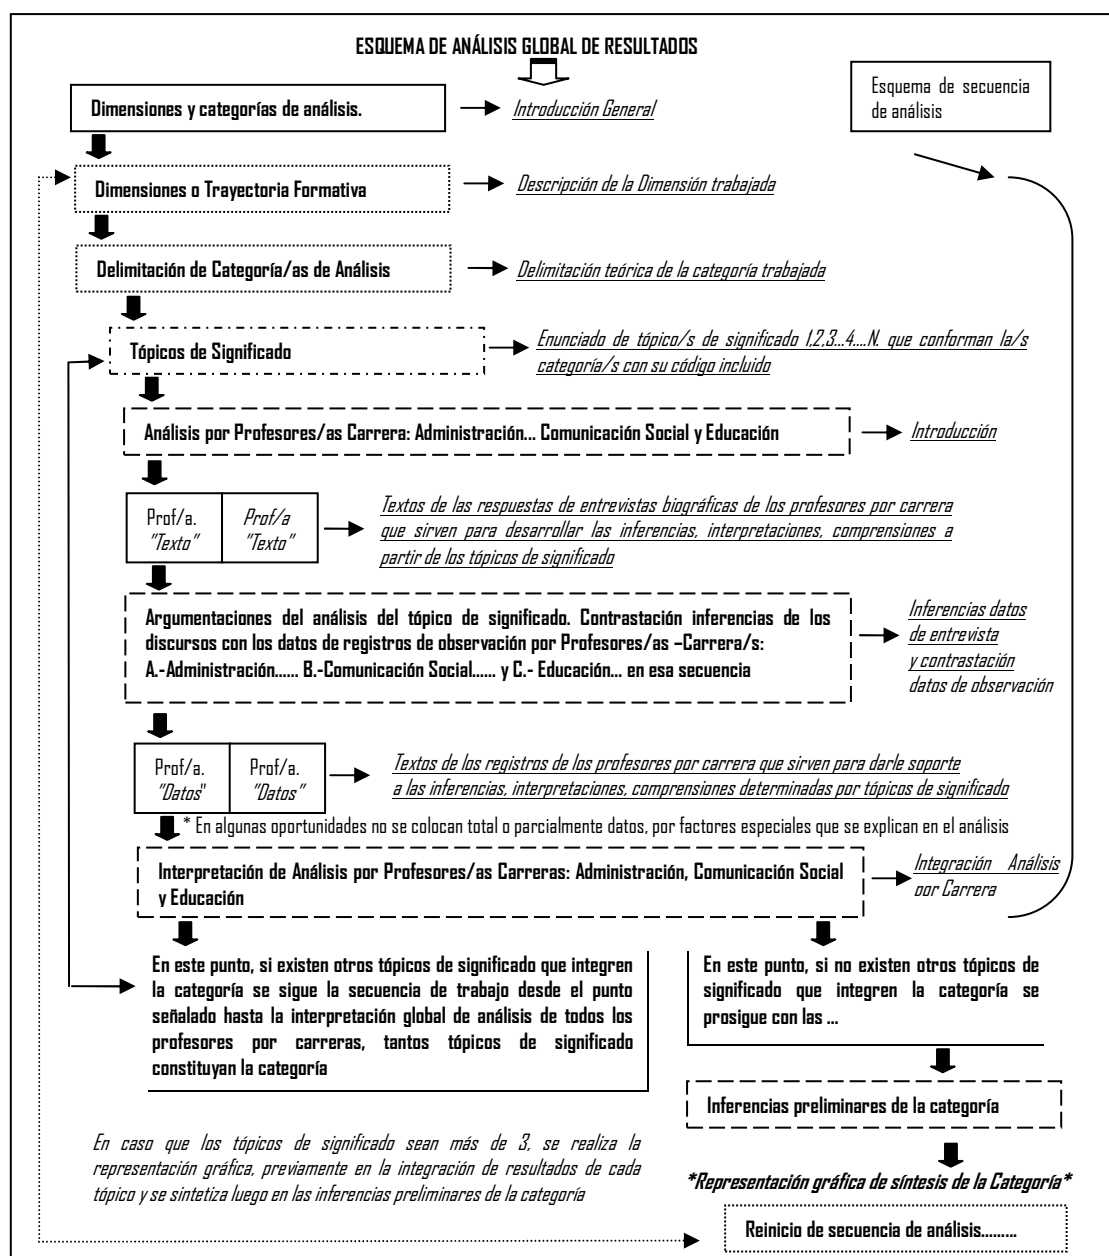 ESQUEMA DE ANÁLISIS GLOBAL DE RESULTADOS
Esquema de secuencia
de análisis
Dimensiones y categorías de análisis.
Introducción General
Dimensiones o Trayectoria Formativa
Descripción de la Dimensión trabajada
Delimitación de Categoría/as de Análisis
Delimitación teórica de la categoría trabajada
Tópicos de Significado
Enunciado de tópico/s de significado 1,2,3...4....N. que conforman la/s
categoría/s con su código incluido
Análisis por Profesores/as Carrera: Administración... Comunicación Social y Educación
Introducción
Prof/a.
"Texto"
Prof/a
"Texto"
Textos de las respuestas de entrevistas biográficas de los profesores por carrera
que sirven para desarrollar las inferencias, interpretaciones, comprensiones a
partir de los tópicos de significado
Argumentaciones del análisis del tópico de significado. Contrastación inferencias de los
discursos con los datos de registros de observación por Profesores/as –Carrera/s:
A.-Administración...... B.-Comunicación Social...... y C.- Educación... en esa secuencia
Inferencias datos
de entrevista
y contrastación
datos de observación
Prof/a.
"Datos"
Prof/a.
"Datos"
Textos de los registros de los profesores por carrera que sirven para darle soporte
a las inferencias, interpretaciones, comprensiones determinadas por tópicos de significado
* En algunas oportunidades no se colocan total o parcialmente datos, por factores especiales que se explican en el análisis
Interpretación de Análisis por Profesores/as Carreras: Administración, Comunicación Social
y Educación
Integración Análisis
por Carrera
En este punto, si existen otros tópicos de significado que integren
la categoría se sigue la secuencia de trabajo desde el punto
señalado hasta la interpretación global de análisis de todos los
profesores por carreras, tantos tópicos de significado
constituyan la categoría
En este punto, si no existen otros tópicos de
significado que integren la categoría se
prosigue con las ...
Inferencias preliminares de la categoría
En caso que los tópicos de significado sean más de 3, se realiza la
representación gráfica, previamente en la integración de resultados de cada
tópico y se sintetiza luego en las inferencias preliminares de la categoría
*Representación gráfica de síntesis de la Categoría*
Reinicio de secuencia de análisis.........